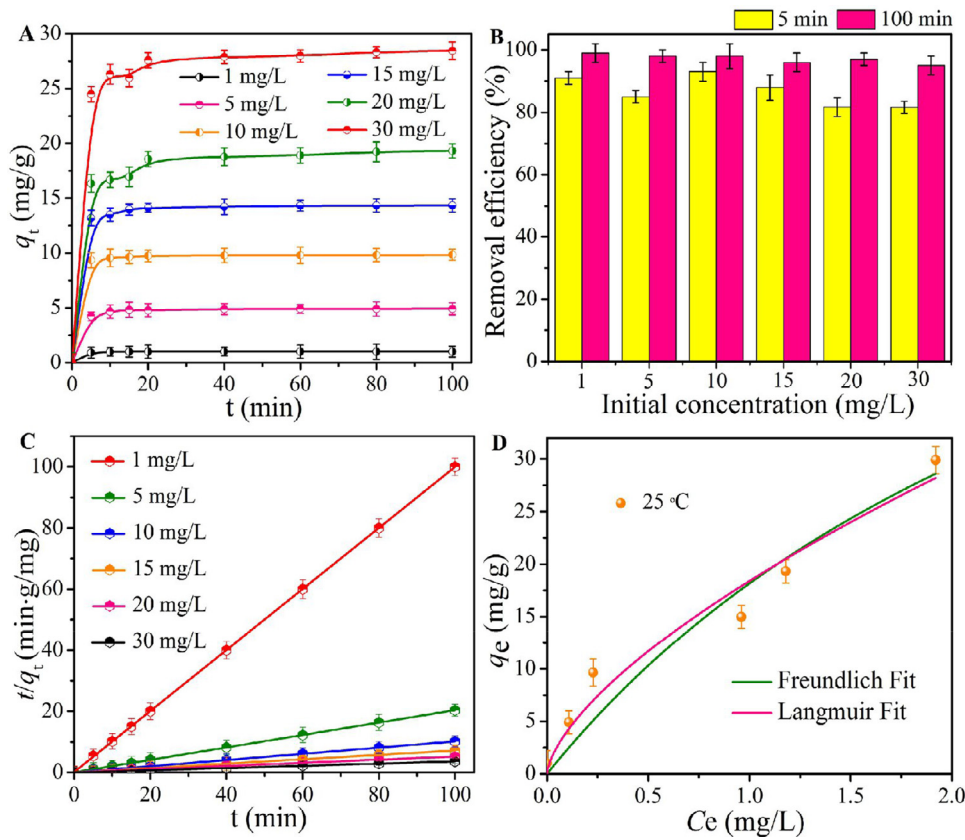 A
30
25
20
15
10
5
0
0 20 40 60 80 100
qt (mg/g)
t (min)
1 mg/L
5 mg/L
10 mg/L
15 mg/L
20 mg/L
30 mg/L
5 min 100 min
B
100
80
60
40
20
0
1 5 10 15 20 30
Removal efficiency (%)
Initial concentration (mg/L)
C
100
80
60
40
20
0
0 20 40 60 80 100
t/qt (min·g/mg)
t (min)
1 mg/L
5 mg/L
10 mg/L
15 mg/L
20 mg/L
30 mg/L
D
30
25
20
15
10
5
0
0.0 0.5 1.0 1.5 2.0
qe (mg/g)
Ce (mg/L)
25 °C
Freundlich Fit
Langmuir Fit